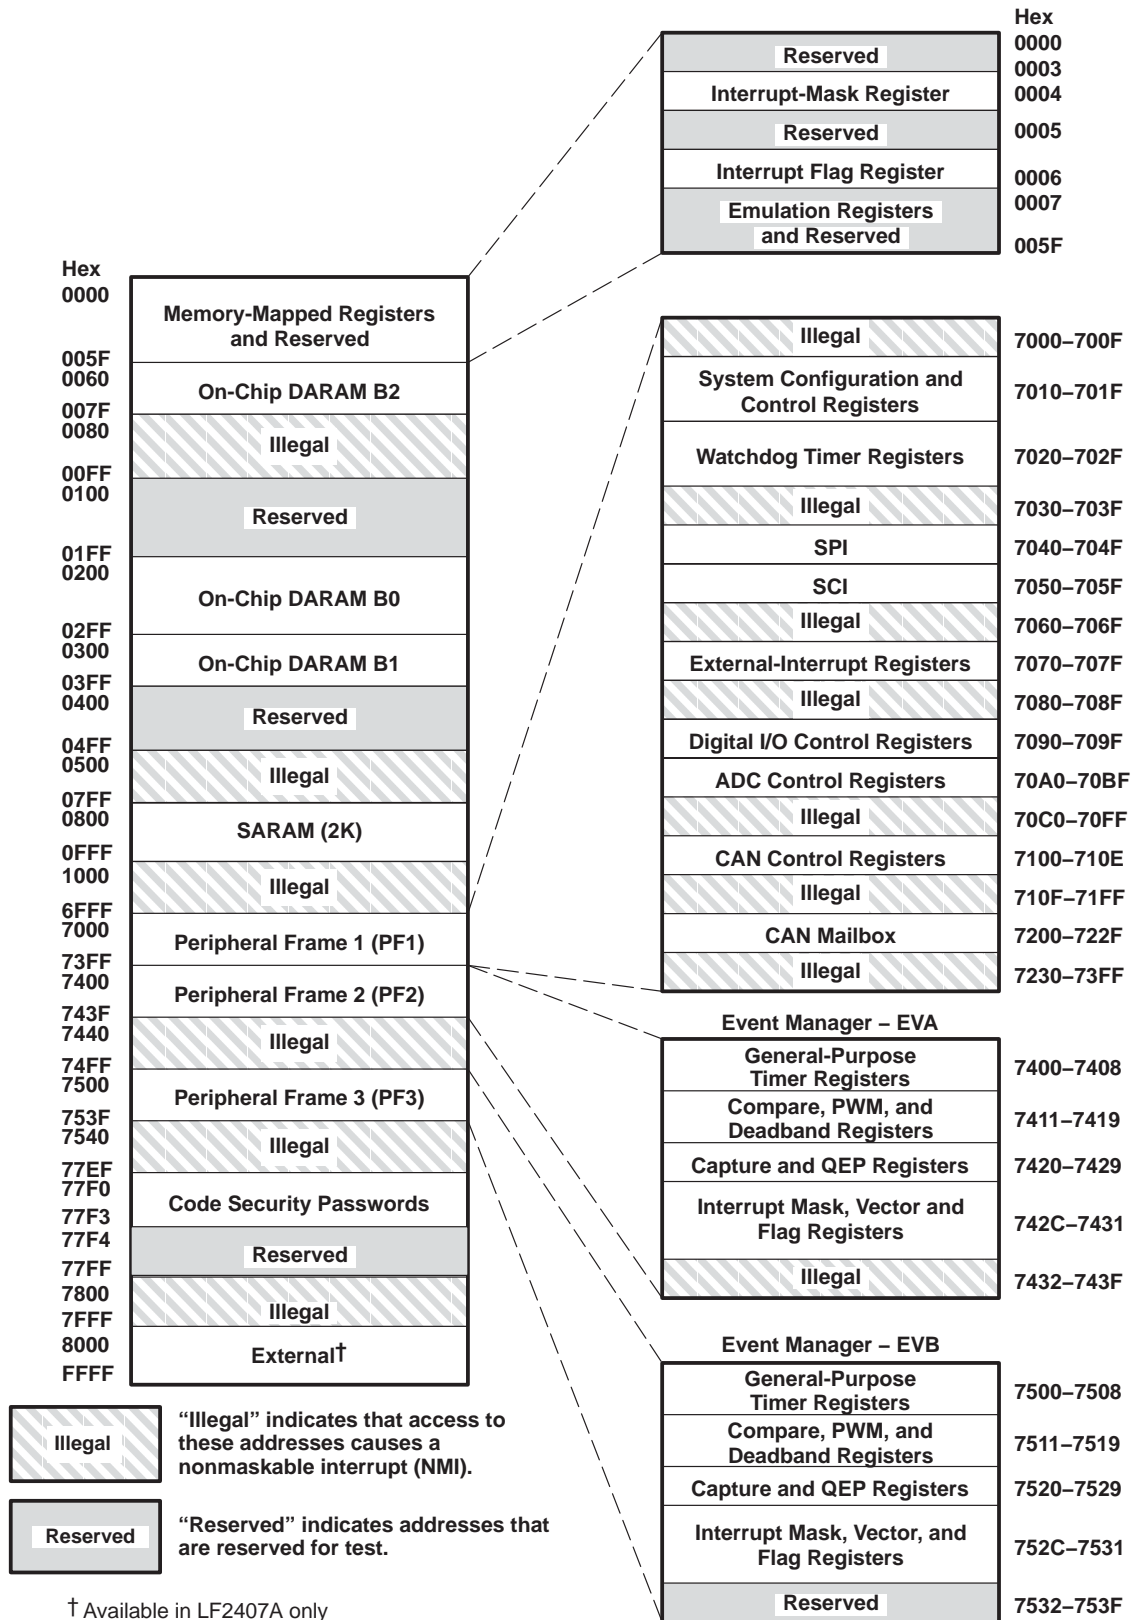 Hex
0000
Reserved
0003
Interrupt-Mask Register
0004
Reserved
0005
Interrupt Flag Register
0006
0007
Emulation Registers
and Reserved
005F
Hex
0000
Memory-Mapped Registers
and Reserved
005F
0060
On-Chip DARAM B2
007F
0080
Illegal
00FF
0100
Reserved
01FF
0200
On-Chip DARAM B0
02FF
0300
On-Chip DARAM B1
03FF
0400
Reserved
04FF
0500
Illegal
07FF
0800
SARAM (2K)
0FFF
1000
Illegal
6FFF
7000
Peripheral Frame 1 (PF1)
73FF
7400
Peripheral Frame 2 (PF2)
743F
7440
Illegal
74FF
7500
Peripheral Frame 3 (PF3)
753F
7540
Illegal
77EF
77F0
Code Security Passwords
77F3
77F4
Reserved
77FF
7800
Illegal
7FFF
8000
External†
FFFF
Illegal
7000–700F
System Configuration and
Control Registers
7010–701F
Watchdog Timer Registers
7020–702F
Illegal
7030–703F
SPI
7040–704F
SCI
7050–705F
Illegal
7060–706F
External-Interrupt Registers
7070–707F
Illegal
7080–708F
Digital I/O Control Registers
7090–709F
ADC Control Registers
70A0–70BF
Illegal
70C0–70FF
CAN Control Registers
7100–710E
Illegal
710F–71FF
CAN Mailbox
7200–722F
Illegal
7230–73FF
Event Manager – EVA
General-Purpose
Timer Registers
7400–7408
Compare, PWM, and
Deadband Registers
7411–7419
Capture and QEP Registers
7420–7429
Interrupt Mask, Vector and
Flag Registers
742C–7431
Illegal
7432–743F
Event Manager – EVB
General-Purpose
Timer Registers
7500–7508
Compare, PWM, and
Deadband Registers
7511–7519
Capture and QEP Registers
7520–7529
Interrupt Mask, Vector, and
Flag Registers
752C–7531
Reserved
7532–753F
Illegal
“Illegal” indicates that access to
these addresses causes a
nonmaskable interrupt (NMI).
Reserved
“Reserved” indicates addresses that
are reserved for test.
† Available in LF2407A only